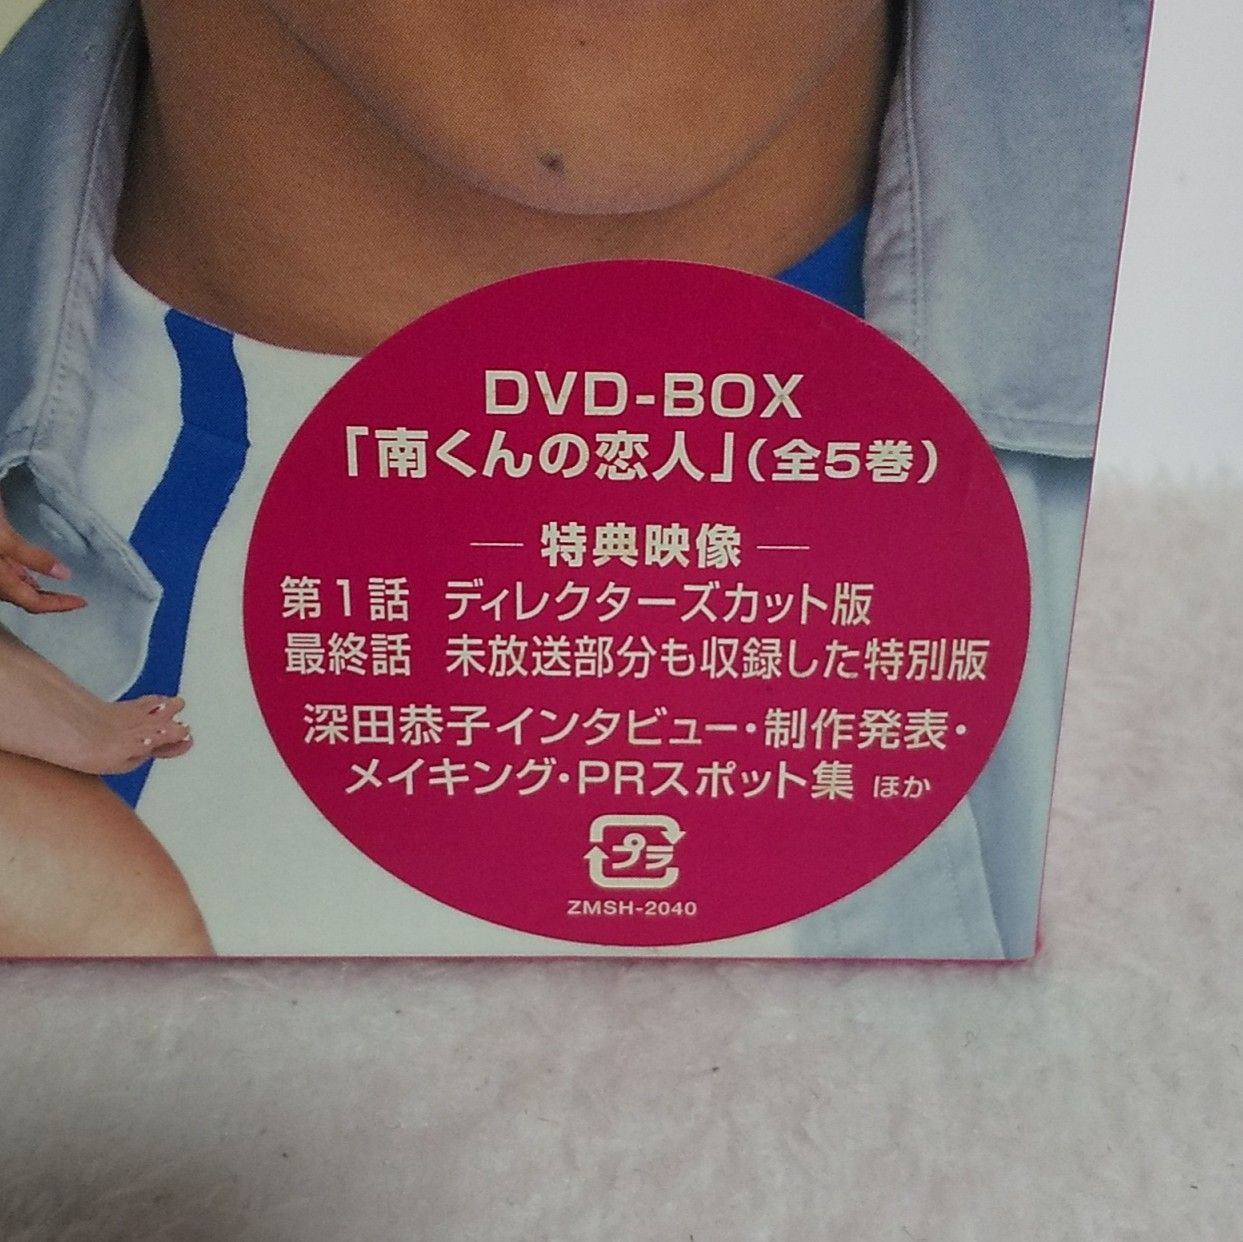 DVD-BOX
「南くんの恋人」(全5巻)
― 特典映像 ―
第1話 ディレクターズカット版
最終話 未放送部分も収録した特別版
深田恭子インタビュー・制作発表・
メイキング・PRスポット集 ほか
プラ
ZMSH-2040